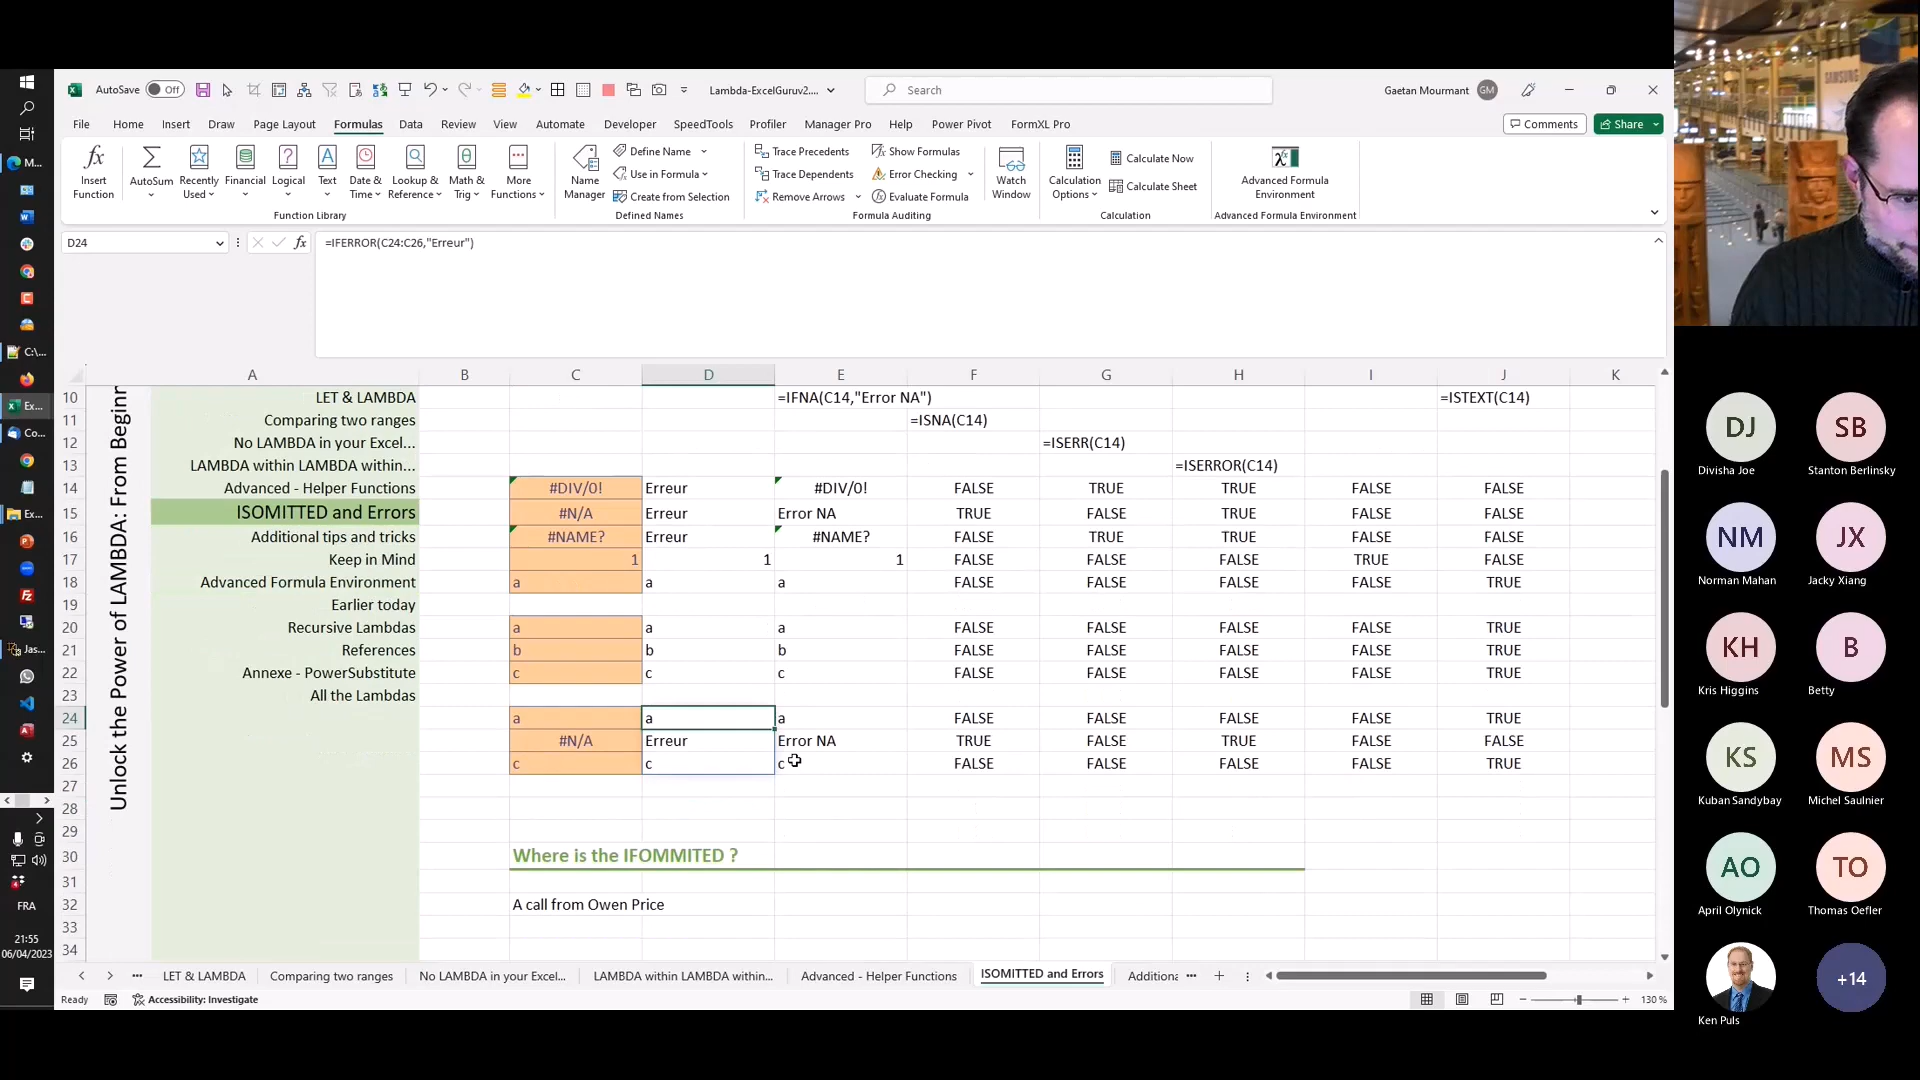 AutoSave Off Lambda-ExcelGuruv2.... Search Gaetan Mourmant GM
File Home Insert Draw Page Layout Formulas Data Review View Automate Developer SpeedTools Profiler Manager Pro Help Power Pivot FormXL Pro Comments Share
Insert Function AutoSum Recently Used Financial Logical Text Date & Time Lookup & Reference Math & Trig More Functions
Function Library
Name Manager Define Name Use in Formula Create from Selection
Defined Names
Trace Precedents Trace Dependents Remove Arrows Show Formulas Error Checking Evaluate Formula
Formula Auditing
Watch Window
Calculation Options Calculate Now Calculate Sheet
Calculation
Advanced Formula Environment
Advanced Formula Environment
D24 fx =IFERROR(C24:C26,"Erreur")
A B C D E F G H I J K
Unlock the Power of LAMBDA: From Beginn
10 LET & LAMBDA =IFNA(C14,"Error NA") =ISTEXT(C14)
11 Comparing two ranges =ISNA(C14)
12 No LAMBDA in your Excel... =ISERR(C14)
13 LAMBDA within LAMBDA within... =ISERROR(C14)
14 Advanced - Helper Functions #DIV/0! Erreur #DIV/0! FALSE TRUE TRUE FALSE FALSE
15 ISOMITTED and Errors #N/A Erreur Error NA TRUE FALSE TRUE FALSE FALSE
16 Additional tips and tricks #NAME? Erreur #NAME? FALSE TRUE TRUE FALSE FALSE
17 Keep in Mind 1 1 1 FALSE FALSE FALSE TRUE FALSE
18 Advanced Formula Environment a a a FALSE FALSE FALSE FALSE TRUE
19 Earlier today
20 Recursive Lambdas a a a FALSE FALSE FALSE FALSE TRUE
21 References b b b FALSE FALSE FALSE FALSE TRUE
22 Annexe - PowerSubstitute c c c FALSE FALSE FALSE FALSE TRUE
23 All the Lambdas
24 a a a FALSE FALSE FALSE FALSE TRUE
25 #N/A Erreur Error NA TRUE FALSE TRUE FALSE FALSE
26 c c c FALSE FALSE FALSE FALSE TRUE
27
28
29
30 Where is the IFOMMITED ?
31
32 A call from Owen Price
33
34
LET & LAMBDA Comparing two ranges No LAMBDA in your Excel... LAMBDA within LAMBDA within... Advanced - Helper Functions ISOMITTED and Errors Additiona
Ready Accessibility: Investigate 130 %
M...
C:\...
Ex...
Co...
Ex...
Jas...
FRA
21:55
06/04/2023
SAMSUNG
DJ SB
Divisha Joe Stanton Berlinsky
NM JX
Norman Mahan Jacky Xiang
KH B
Kris Higgins Betty
KS MS
Kuban Sandybay Michel Saulnier
AO TO
April Olynick Thomas Oefler
+14
Ken Puls